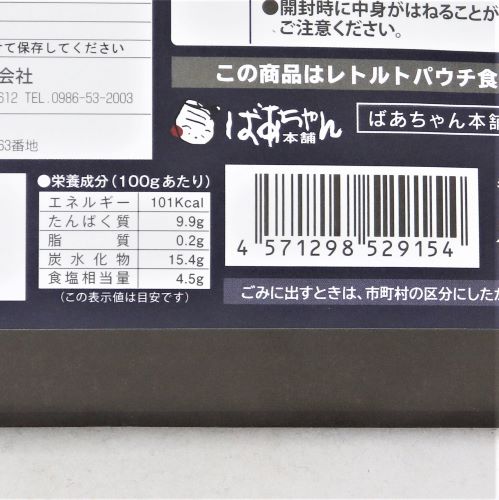 ●開封時に中身がはねることが
ご注意ください。
けて保存してください
会社
612 TEL.0986-53-2003
63番地
この商品はレトルトパウチ食
ばあちゃん
本舗
ばあちゃん本舗
●栄養成分（100gあたり）
エネルギー 101Kcal
たんぱく質 9.9g
脂質 0.2g
炭水化物 15.4g
食塩相当量 4.5g
（この表示値は目安です）
4 571298 529154
ごみに出すときは、市町村の区分にしたが